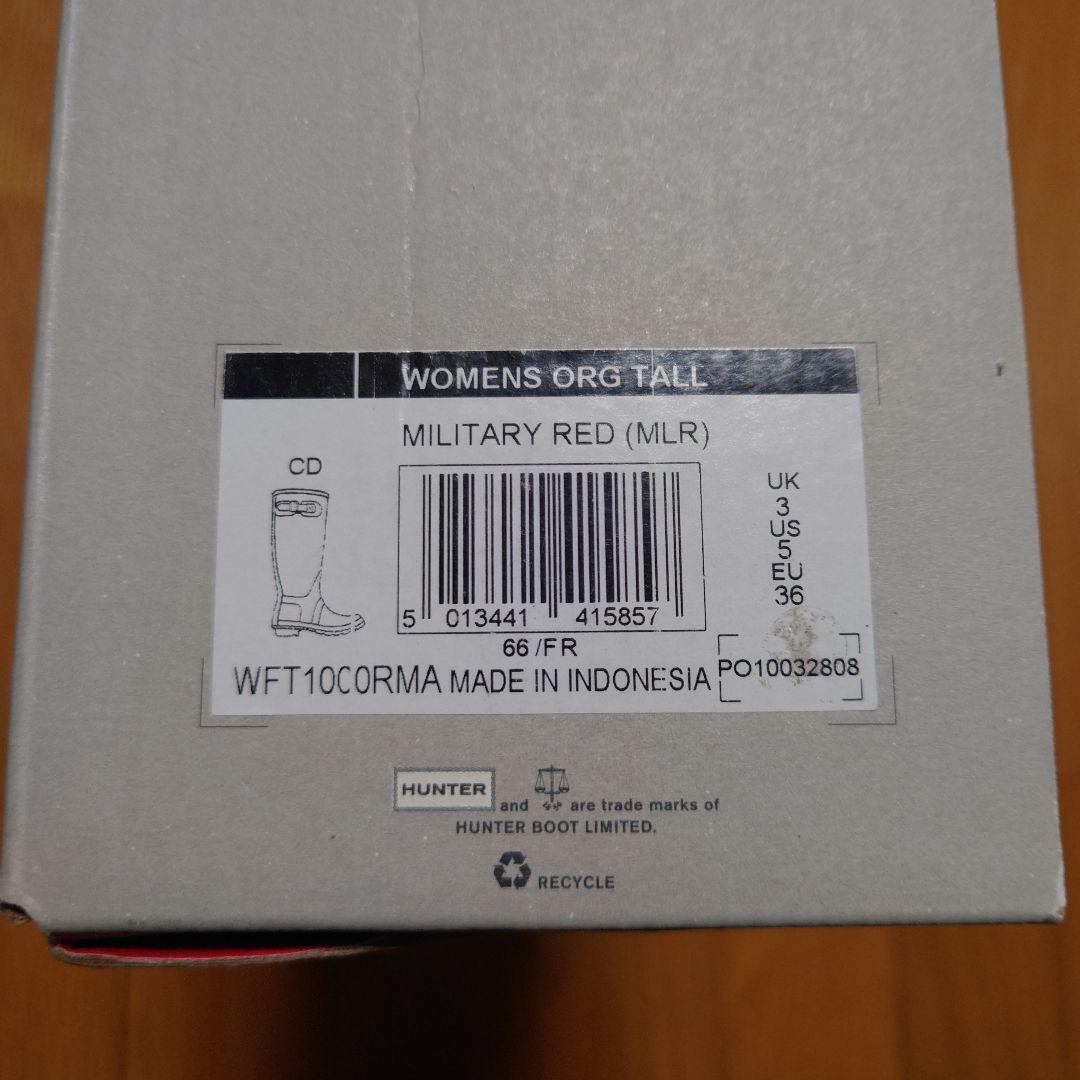 WOMENS ORG TALL
MILITARY RED (MLR)
CD
UK
3
US
5
EU
36
5 013441 415857
66/FR
WFT1000RMA MADE IN INDONESIA
PO10032808
HUNTER and are trade marks of
HUNTER BOOT LIMITED.
RECYCLE